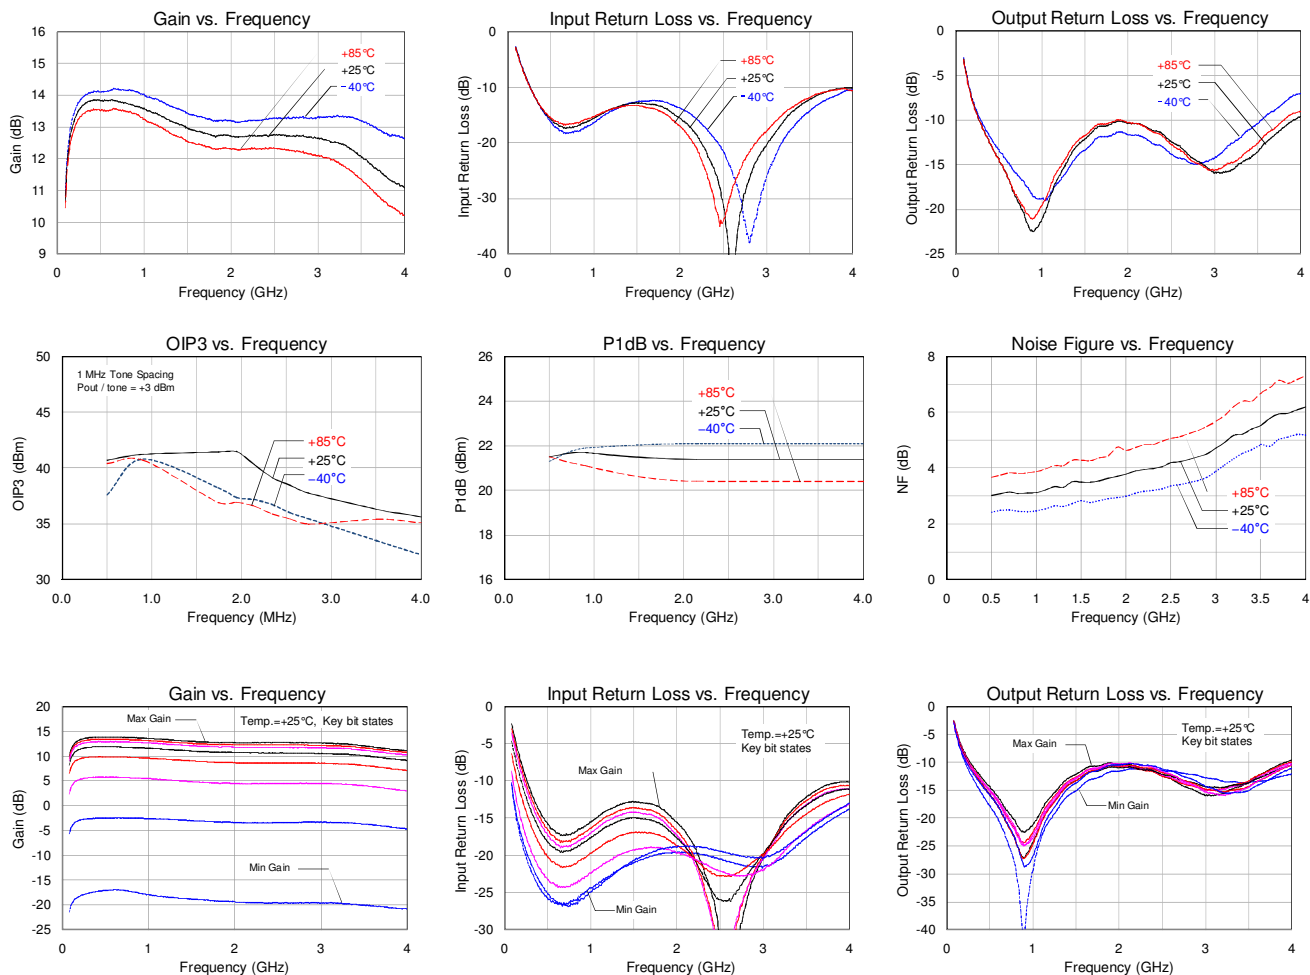 Gain vs. Frequency
16
15
14
13
12
11
10
9
Gain (dB)
+85°C
+25°C
−40°C
0
1
2
3
4
Frequency (GHz)
Input Return Loss vs. Frequency
0
-10
-20
-30
-40
Input Return Loss (dB)
+85°C
+25°C
−40°C
0
1
2
3
4
Frequency (GHz)
Output Return Loss vs. Frequency
0
-5
-10
-15
-20
-25
Output Return Loss (dB)
+85°C
+25°C
−40°C
0
1
2
3
4
Frequency (GHz)
OIP3 vs. Frequency
50
45
40
35
30
OIP3 (dBm)
1 MHz Tone Spacing
Pout / tone = +3 dBm
+85°C
+25°C
−40°C
0.0
1.0
2.0
3.0
4.0
Frequency (MHz)
P1dB vs. Frequency
26
24
22
20
18
16
P1dB (dBm)
+85°C
+25°C
−40°C
0.0
1.0
2.0
3.0
4.0
Frequency (GHz)
Noise Figure vs. Frequency
8
6
4
2
0
NF (dB)
+85°C
+25°C
−40°C
0
0.5
1
1.5
2
2.5
3
3.5
4
Frequency (GHz)
Gain vs. Frequency
20
15
10
5
0
-5
-10
-15
-20
-25
Gain (dB)
Max Gain
Temp.=+25°C, Key bit states
Min Gain
0
1
2
3
4
Frequency (GHz)
Input Return Loss vs. Frequency
0
-5
-10
-15
-20
-25
-30
Input Return Loss (dB)
Temp.=+25°C
Key bit states
Max Gain
Min Gain
0
1
2
3
4
Frequency (GHz)
Output Return Loss vs. Frequency
0
-5
-10
-15
-20
-25
-30
-35
-40
Output Return Loss (dB)
Max Gain
Temp.=+25°C
Key bit states
Min Gain
0
1
2
3
4
Frequency (GHz)